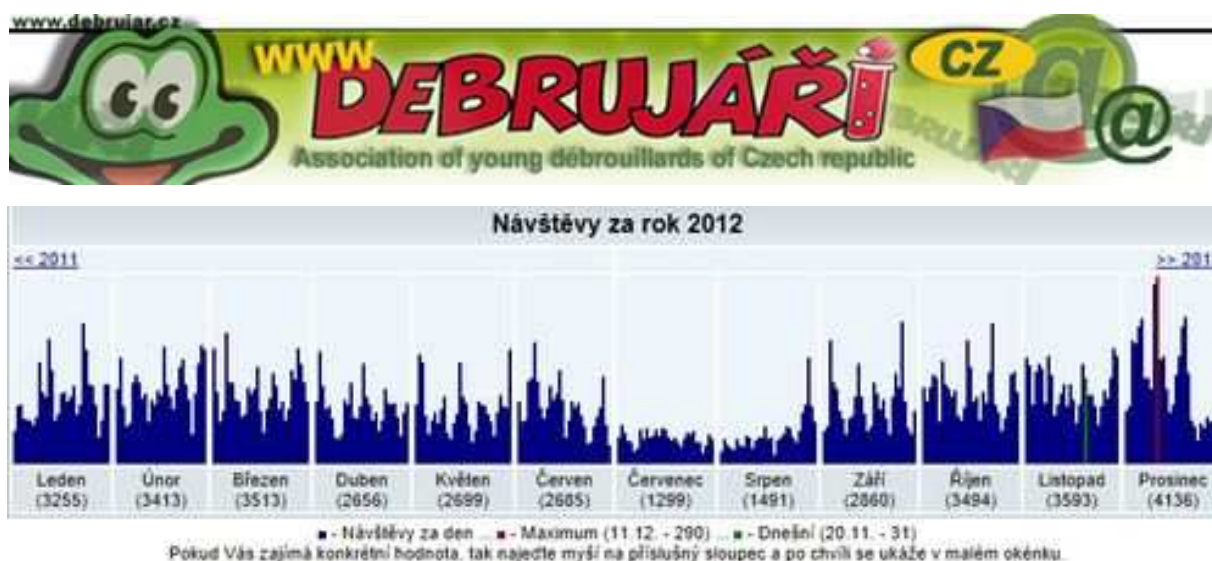 www.debrujar.cz
WWW DEBRUJÁŘI CZ
@
Association of young débrouillards of Czech republic
Návštěvy za rok 2012
<< 2011 >> 201
Leden Únor Březen Duben Květen Červen Červenec Srpen Září Říjen Listopad Prosinec
(3255) (3413) (3513) (2656) (2699) (2685) (1299) (1491) (2860) (3494) (3593) (4136)
- Návštěvy za den ... - Maximum (11.12. - 290) ... - Dnešní (20.11. - 31)
Pokud Vás zajímá konkrétní hodnota, tak najeďte myší na příslušný sloupec a po chvíli se ukáže v malém okénku.